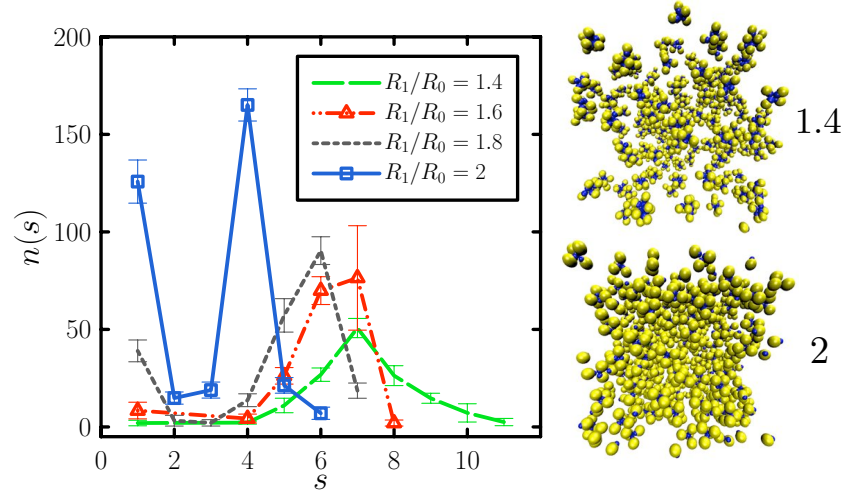 200
150
100
50
0
n(s)
0 2 4 6 8 10
s
R₁/R₀ = 1.4
R₁/R₀ = 1.6
R₁/R₀ = 1.8
R₁/R₀ = 2
1.4
2